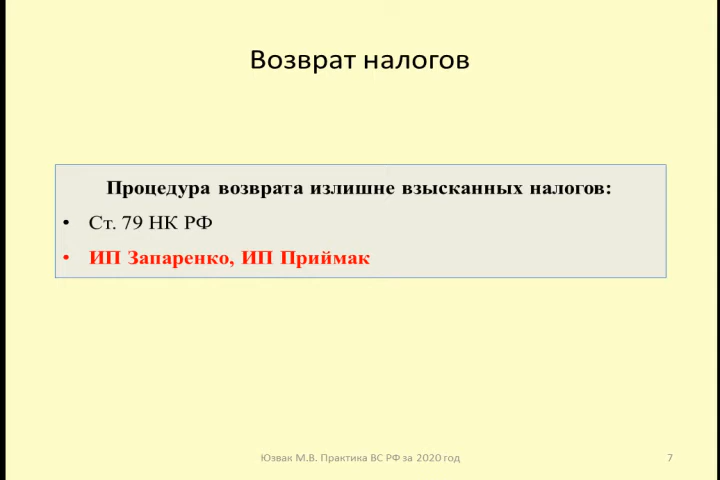 Возврат налогов
Процедура возврата излишне взысканных налогов:
• Ст. 79 НК РФ
• ИП Запаренко, ИП Приймак
Юзвак М.В. Практика ВС РФ за 2020 год
7